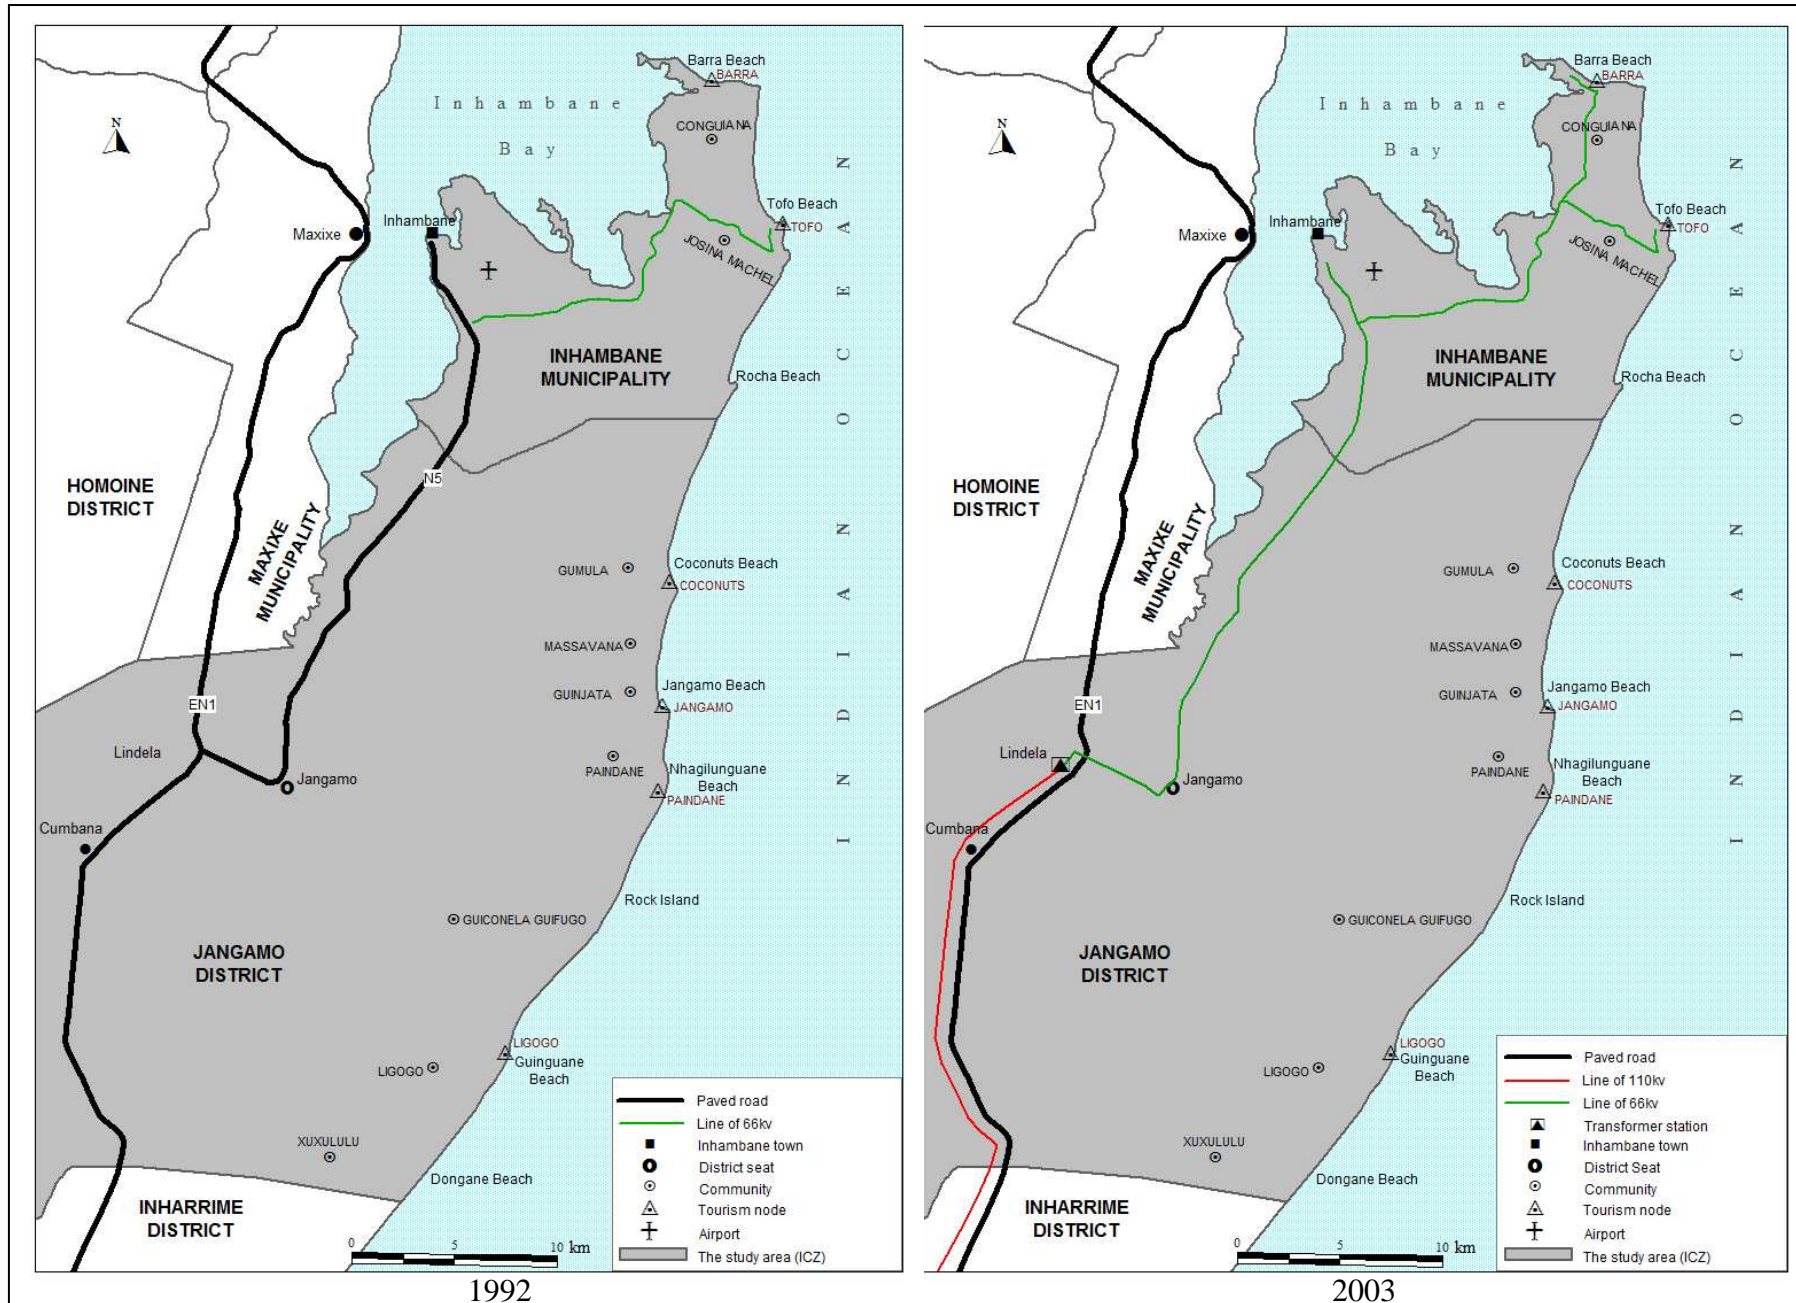 Barra Beach
BARRA
Inhambane
Bay
CONGUIANA
N
Tofo Beach
TOFO
Inhambane
Maxixe
JOSINA MACHEL
INHAMBANE
MUNICIPALITY
Rocha Beach
INDIAN OCEAN
HOMOINE
DISTRICT
N5
MAXIXE
MUNICIPALITY
GUMULA
Coconuts Beach
COCONUTS
MASSAVANA
GUINJATA
Jangamo Beach
JANGAMO
EN1
Lindela
Jangamo
PAINDANE
Nhagilunguane
Beach
PAINDANE
Cumbana
Rock Island
GUICONELA GUIFUGO
JANGAMO
DISTRICT
LIGOGO
Guinguane
Beach
LIGOGO
XUXULULU
Dongane Beach
INHARRIME
DISTRICT
0 5 10 km
Paved road
Line of 66kv
Inhambane town
District seat
Community
Tourism node
Airport
The study area (ICZ)
1992
Barra Beach
BARRA
Inhambane
Bay
CONGUIANA
N
Tofo Beach
TOFO
Inhambane
Maxixe
JOSINA MACHEL
INHAMBANE
MUNICIPALITY
Rocha Beach
INDIAN OCEAN
HOMOINE
DISTRICT
MAXIXE
MUNICIPALITY
GUMULA
Coconuts Beach
COCONUTS
MASSAVANA
GUINJATA
Jangamo Beach
JANGAMO
EN1
Lindela
Jangamo
PAINDANE
Nhagilunguane
Beach
PAINDANE
Cumbana
Rock Island
GUICONELA GUIFUGO
JANGAMO
DISTRICT
LIGOGO
Guinguane
Beach
LIGOGO
XUXULULU
Dongane Beach
INHARRIME
DISTRICT
0 5 10 km
Paved road
Line of 110kv
Line of 66kv
Transformer station
Inhambane town
District Seat
Community
Tourism node
Airport
The study area (ICZ)
2003